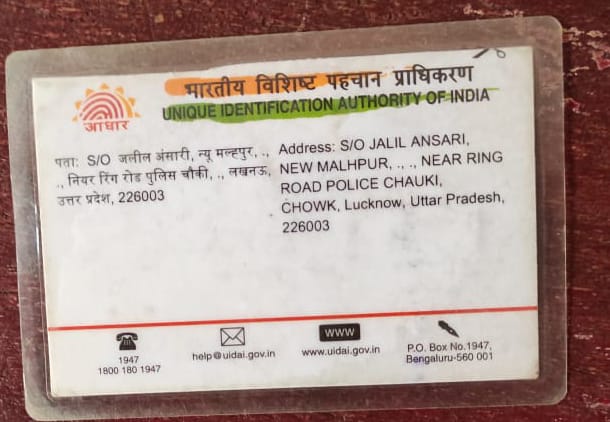 भारतीय विशिष्ट पहचान प्राधिकरण
UNIQUE IDENTIFICATION AUTHORITY OF INDIA
आधार
पता: S/O जलील अंसारी, न्यू मल्हपुर, .,
., नियर रिंग रोड पुलिस चौकी, ., लखनऊ,
उत्तर प्रदेश, 226003
Address: S/O JALIL ANSARI,
NEW MALHPUR, ., ., NEAR RING
ROAD POLICE CHAUKI,
CHOWK, Lucknow, Uttar Pradesh,
226003
1947
1800 180 1947
help@uidai.gov.in
www
www.uidai.gov.in
P.O. Box No.1947,
Bengaluru-560 001